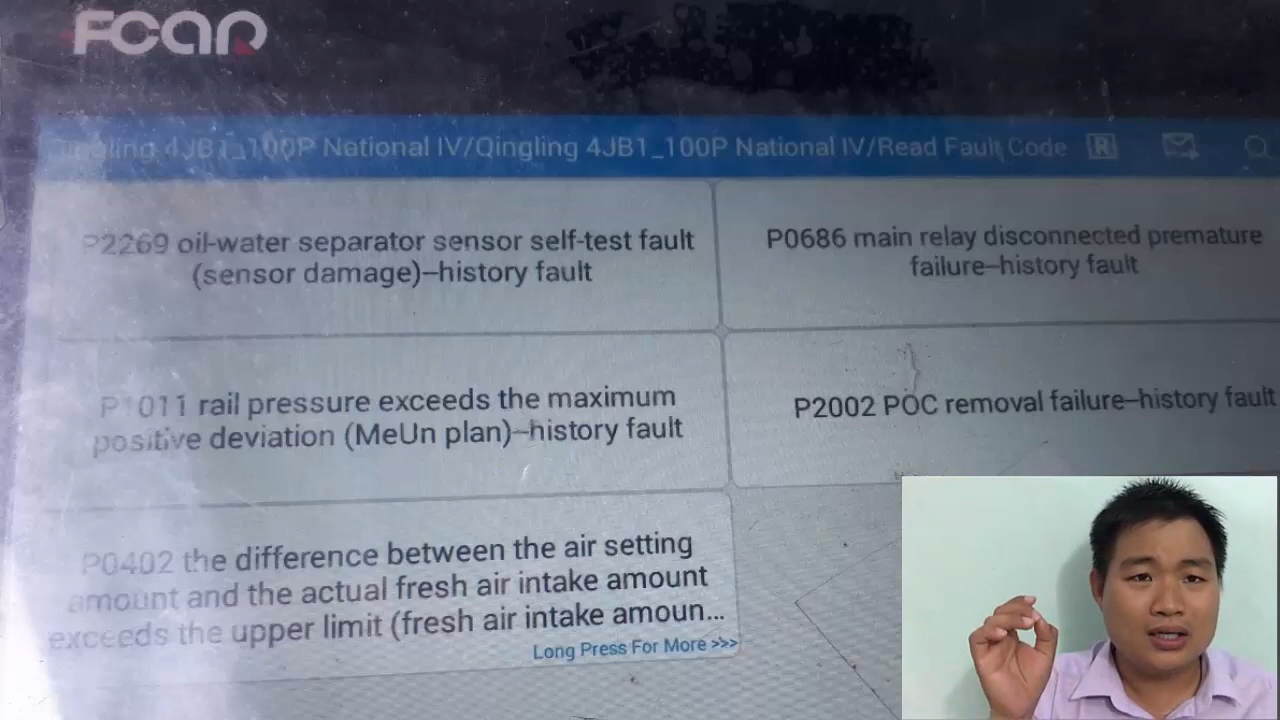 FCAR
Qingling 4JB1_100P National IV/Qingling 4JB1_100P National IV/Read Fault Code
R
P2269 oil-water separator sensor self-test fault
(sensor damage)–history fault
P0686 main relay disconnected premature
failure–history fault
P1011 rail pressure exceeds the maximum
positive deviation (MeUn plan)–history fault
P2002 POC removal failure–history fault
P0402 the difference between the air setting
amount and the actual fresh air intake amount
exceeds the upper limit (fresh air intake amoun...
Long Press For More >>>